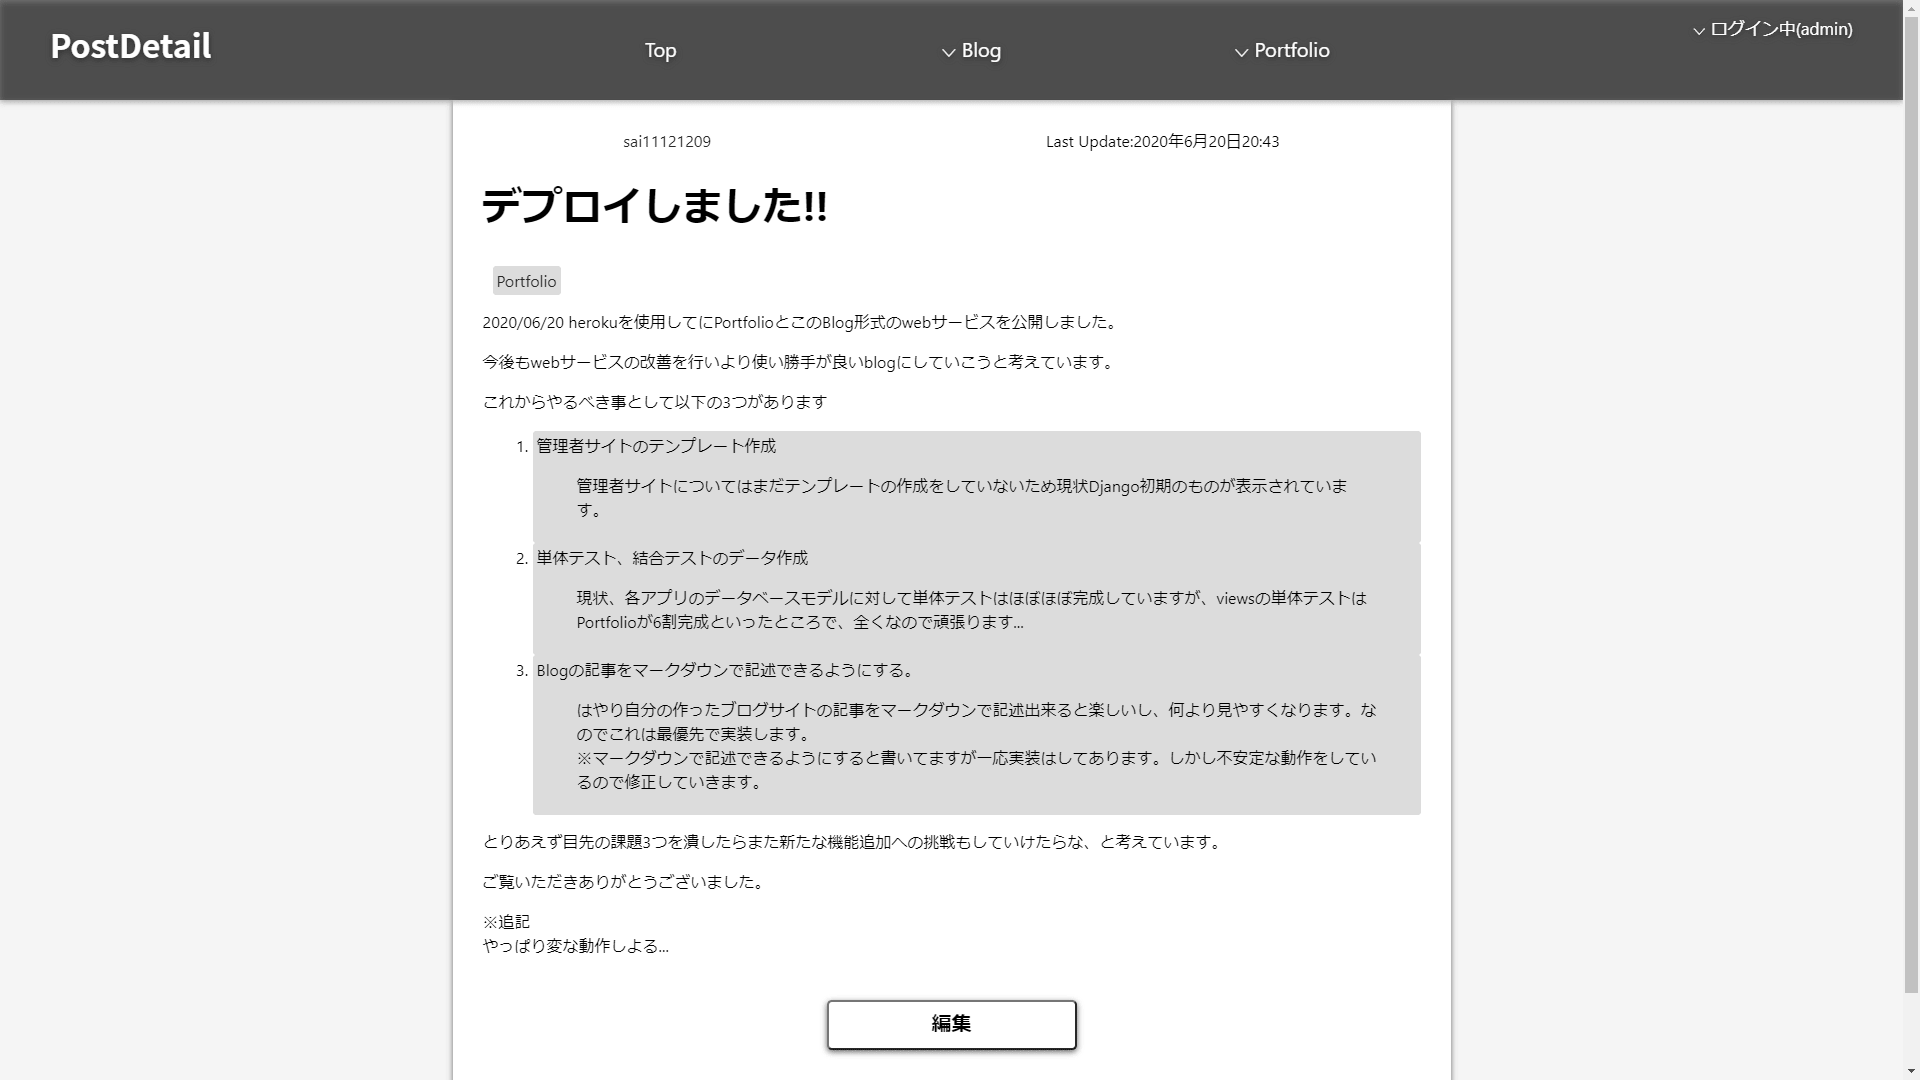 PostDetail
Top
Blog
Portfolio
ログイン中(admin)
sai11121209
Last Update:2020年6月20日20:43
デプロイしました!!
Portfolio
2020/06/20 herokuを使用してにPortfolioとこのBlog形式のwebサービスを公開しました。
今後もwebサービスの改善を行いより使い勝手が良いblogにしていこうと考えています。
これからやるべき事として以下の3つがあります
1. 管理者サイトのテンプレート作成
管理者サイトについてはまだテンプレートの作成をしていないため現状Django初期のものが表示されていま
す。
2. 単体テスト、結合テストのデータ作成
現状、各アプリのデータベースモデルに対して単体テストはほぼほぼ完成していますが、viewsの単体テストは
Portfolioが6割完成といったところで、全くなので頑張ります...
3. Blogの記事をマークダウンで記述できるようにする。
はやり自分の作ったブログサイトの記事をマークダウンで記述出来ると楽しいし、何より見やすくなります。な
のでこれは最優先で実装します。
※マークダウンで記述できるようにすると書いてますが一応実装はしてあります。しかし不安定な動作をしてい
るので修正していきます。
とりあえず目先の課題3つを潰したらまた新たな機能追加への挑戦もしていけたらな、と考えています。
ご覧いただきありがとうございました。
※追記
やっぱり変な動作しよる...
編集